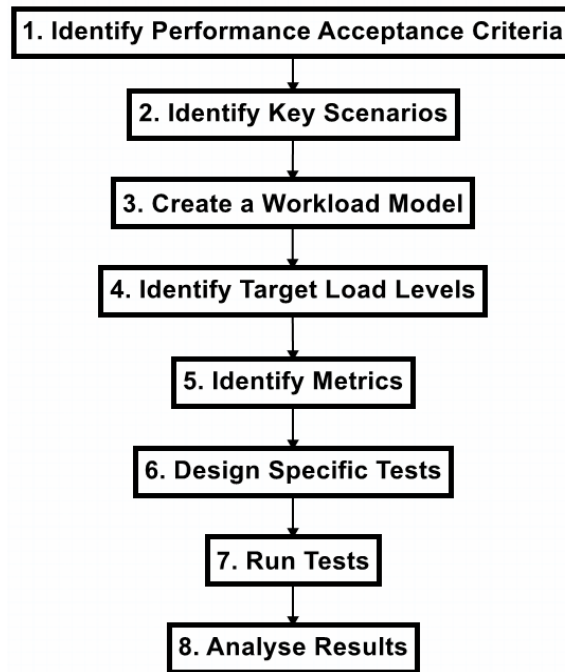 1. Identify Performance Acceptance Criteria
2. Identify Key Scenarios
3. Create a Workload Model
4. Identify Target Load Levels
5. Identify Metrics
6. Design Specific Tests
7. Run Tests
8. Analyse Results